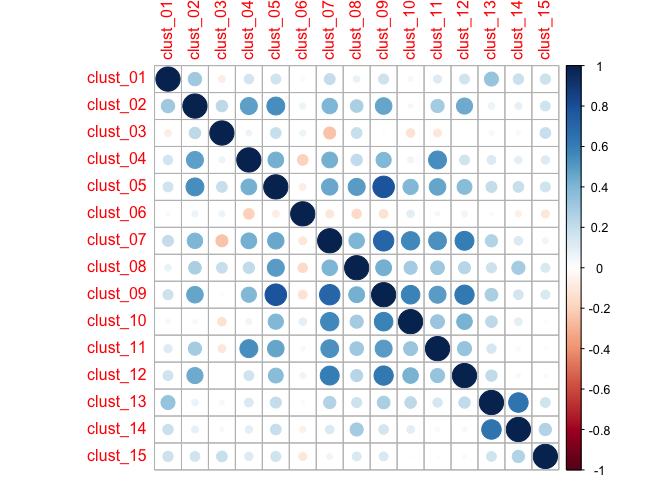 clust_01 clust_02 clust_03 clust_04 clust_05 clust_06 clust_07 clust_08 clust_09 clust_10 clust_11 clust_12 clust_13 clust_14 clust_15
clust_01
clust_02
clust_03
clust_04
clust_05
clust_06
clust_07
clust_08
clust_09
clust_10
clust_11
clust_12
clust_13
clust_14
clust_15
1
0.8
0.6
0.4
0.2
0
-0.2
-0.4
-0.6
-0.8
-1